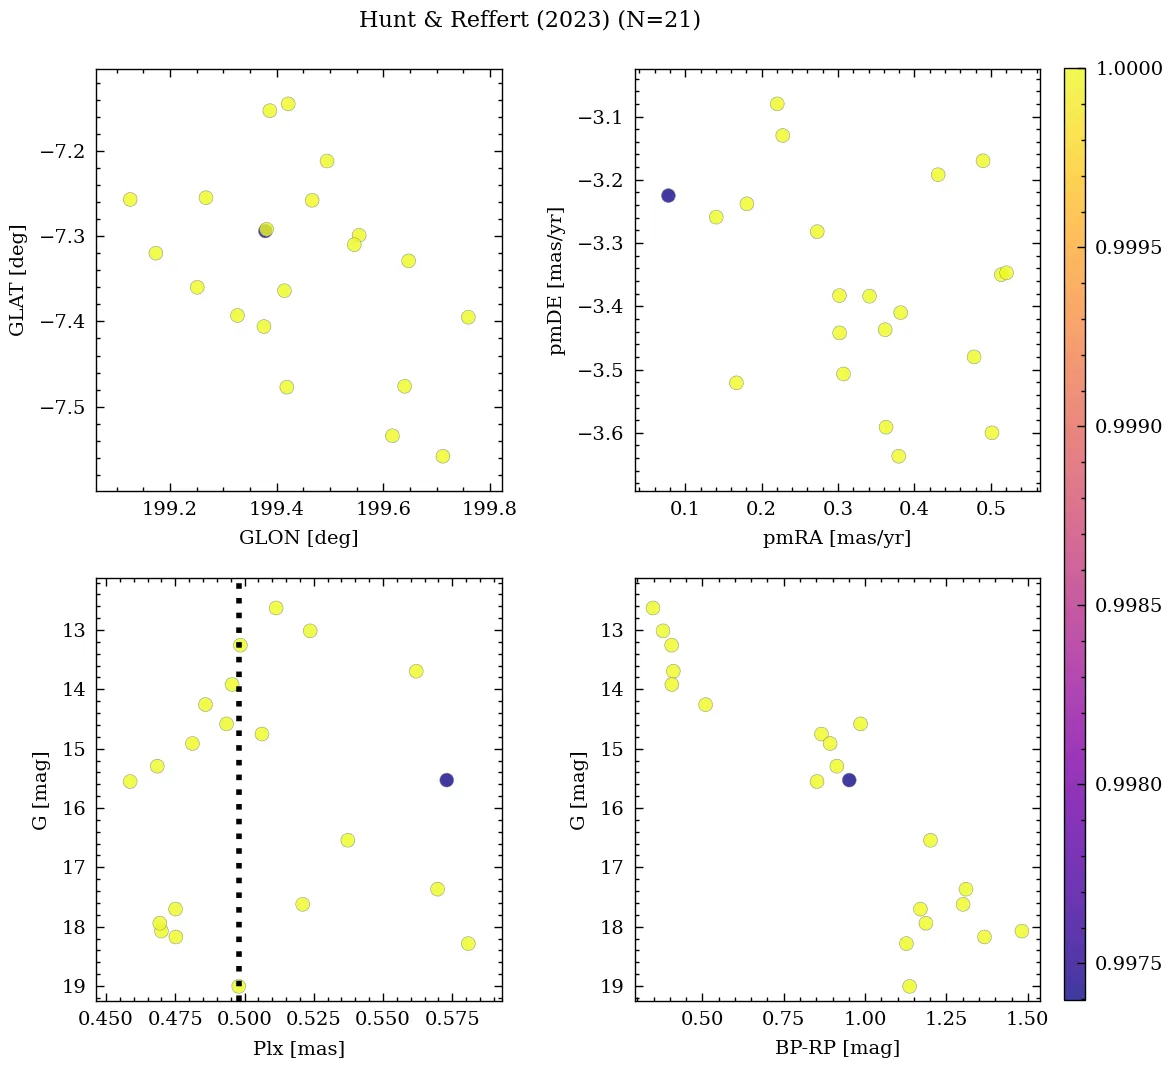 Hunt & Reffert (2023) (N=21)
−7.2
−7.3
−7.4
−7.5
GLAT [deg]
199.2 199.4 199.6 199.8
GLON [deg]
−3.1
−3.2
−3.3
−3.4
−3.5
−3.6
pmDE [mas/yr]
0.1 0.2 0.3 0.4 0.5
pmRA [mas/yr]
1.0000
0.9995
0.9990
0.9985
0.9980
0.9975
13
14
15
16
17
18
19
G [mag]
0.450 0.475 0.500 0.525 0.550 0.575
Plx [mas]
13
14
15
16
17
18
19
G [mag]
0.50 0.75 1.00 1.25 1.50
BP-RP [mag]